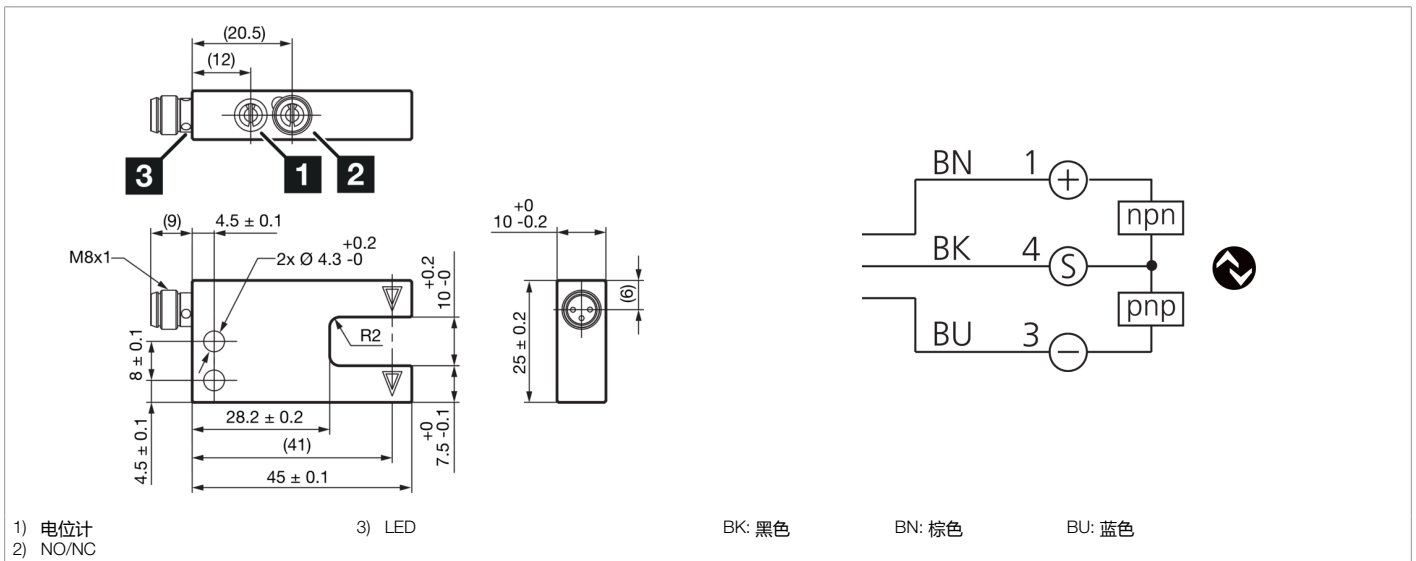 (20.5)
(12)
3
1
2
(9)
4.5 ± 0.1
M8x1
2x Ø 4.3 +0.2 -0
10 +0.2 -0
R2
8 ± 0.1
4.5 ± 0.1
28.2 ± 0.2
(41)
45 ± 0.1
7.5 +0 -0.1
10 +0 -0.2
25 ± 0.2
(6)
BN 1 +
npn
BK 4 S
pnp
BU 3 −
1) 电位计
2) NO/NC
3) LED
BK: 黑色
BN: 棕色
BU: 蓝色